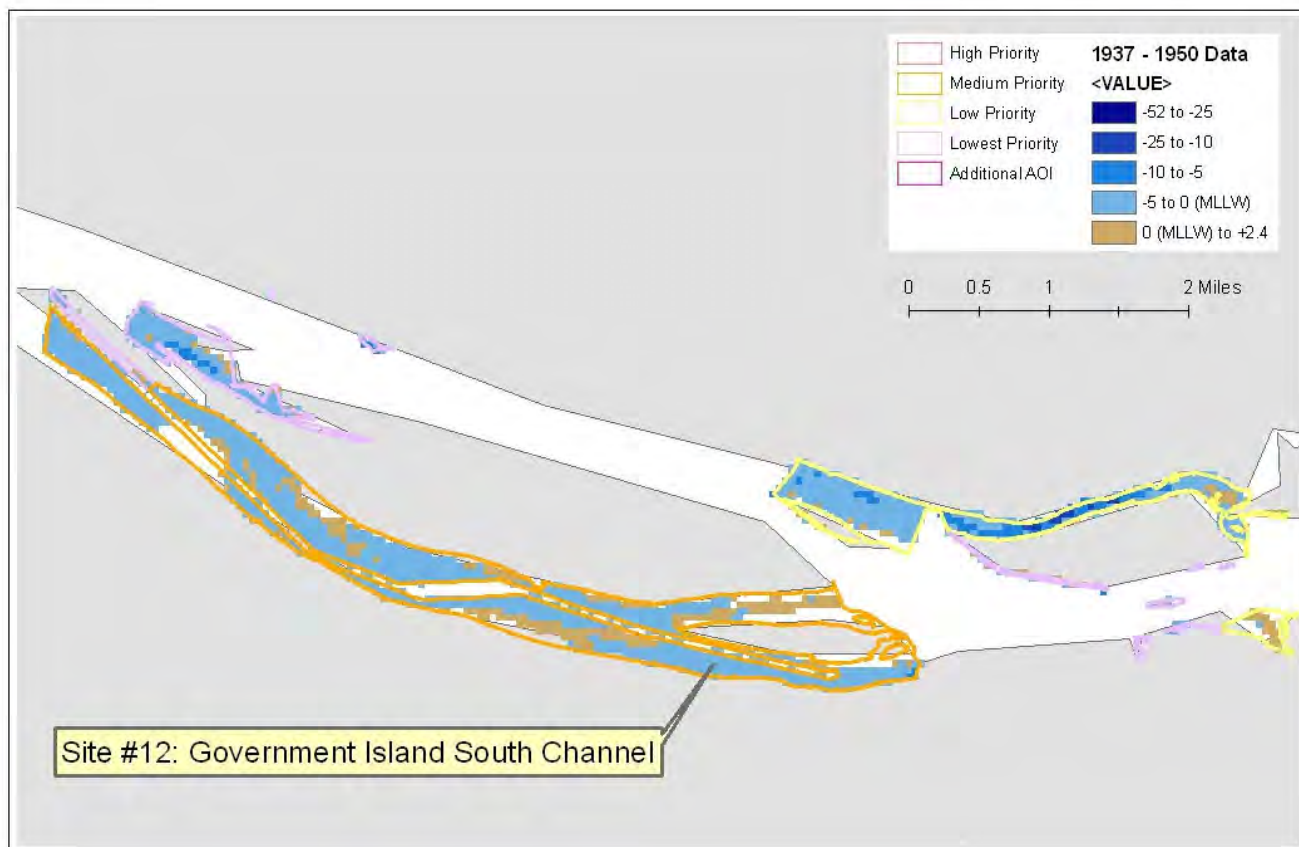 High Priority
Medium Priority
Low Priority
Lowest Priority
Additional AOI
1937 - 1950 Data
<VALUE>
-52 to -25
-25 to -10
-10 to -5
-5 to 0 (MLLW)
0 (MLLW) to +2.4
0 0.5 1 2 Miles
Site #12: Government Island South Channel